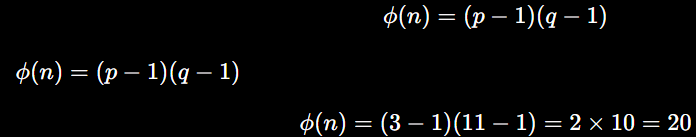 ϕ(n) = (p − 1)(q − 1)
ϕ(n) = (p − 1)(q − 1)
ϕ(n) = (3 − 1)(11 − 1) = 2 × 10 = 20